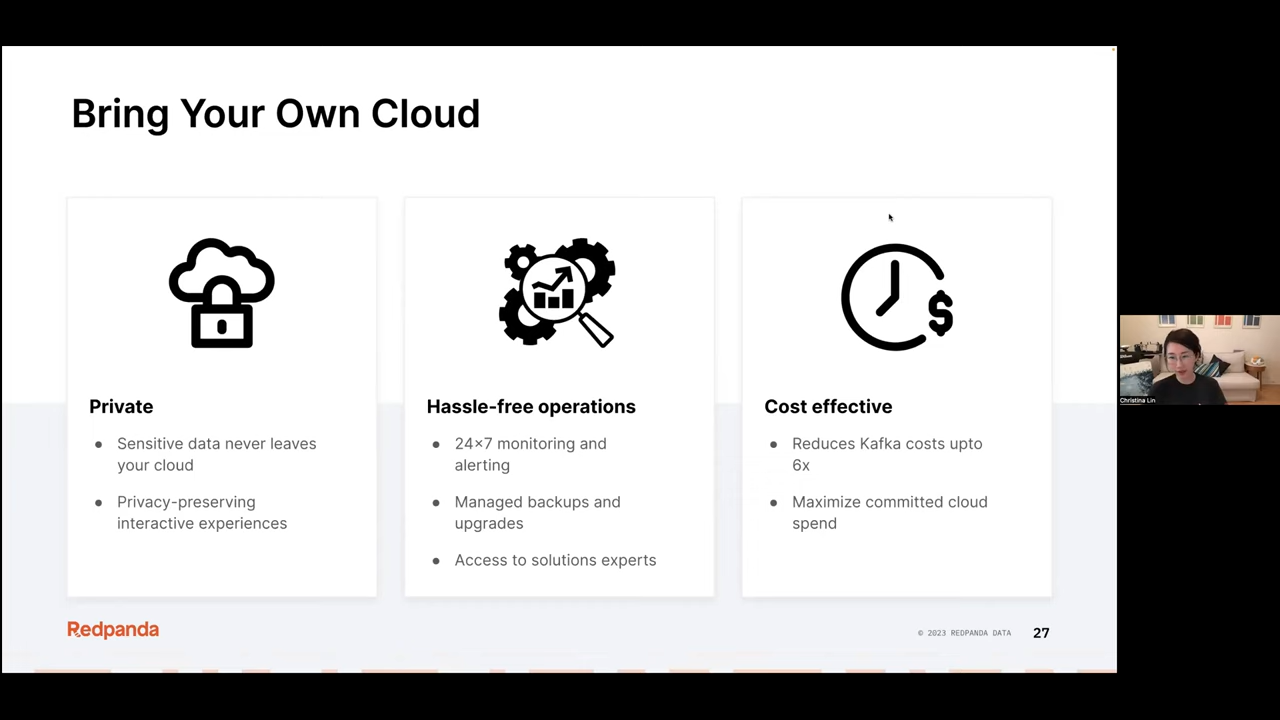 Bring Your Own Cloud
Private
● Sensitive data never leaves
your cloud
● Privacy-preserving
interactive experiences
Hassle-free operations
● 24×7 monitoring and
alerting
● Managed backups and
upgrades
● Access to solutions experts
$
Cost effective
● Reduces Kafka costs upto
6x
● Maximize committed cloud
spend
Redpanda
© 2023 REDPANDA DATA
27
Christina Lin